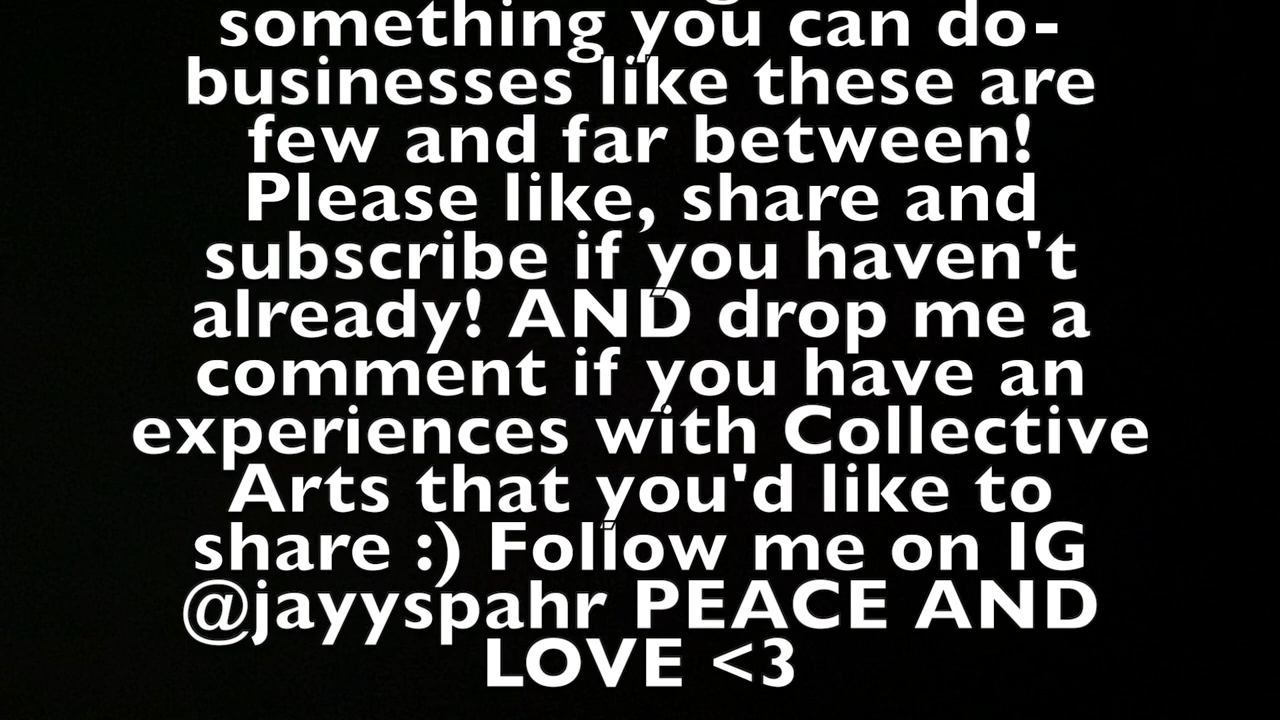 something you can do-
businesses like these are
few and far between!
Please like, share and
subscribe if you haven't
already! AND drop me a
comment if you have an
experiences with Collective
Arts that you'd like to
share :) Follow me on IG
@jayyspahr PEACE AND
LOVE <3